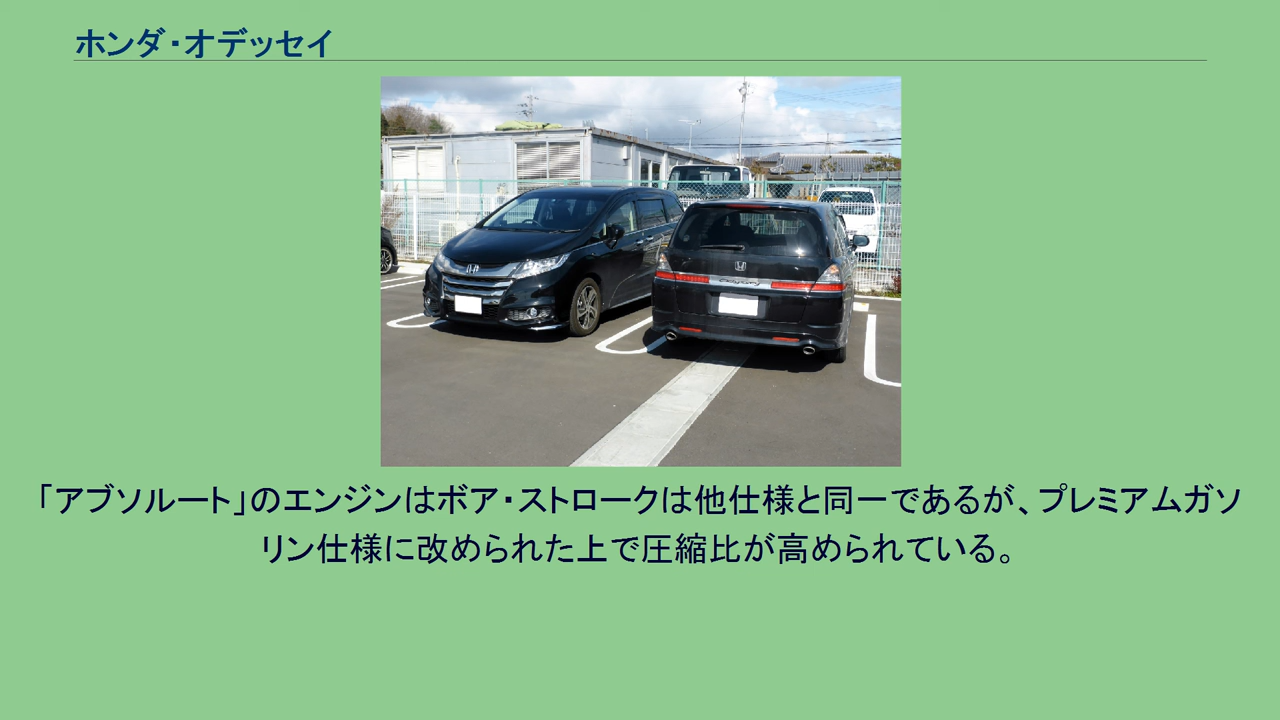 ホンダ・オデッセイ
Odyssey
「アブソルート」のエンジンはボア・ストロークは他仕様と同一であるが、プレミアムガソ
リン仕様に改められた上で圧縮比が高められている。